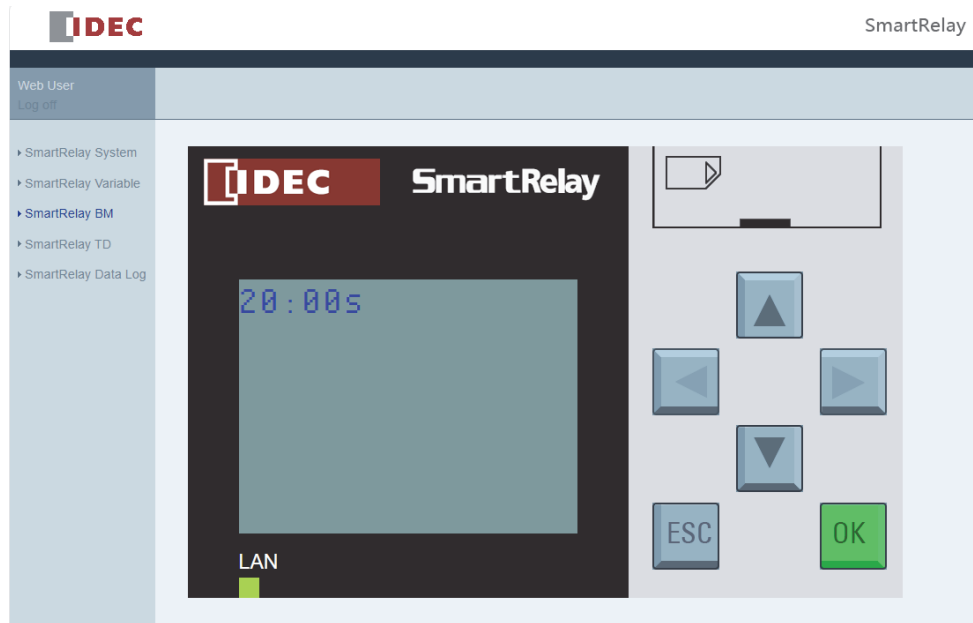 IDEC
SmartRelay
Web User
Log off
SmartRelay System
SmartRelay Variable
SmartRelay BM
SmartRelay TD
SmartRelay Data Log
IDEC SmartRelay
20:00s
LAN
ESC
OK